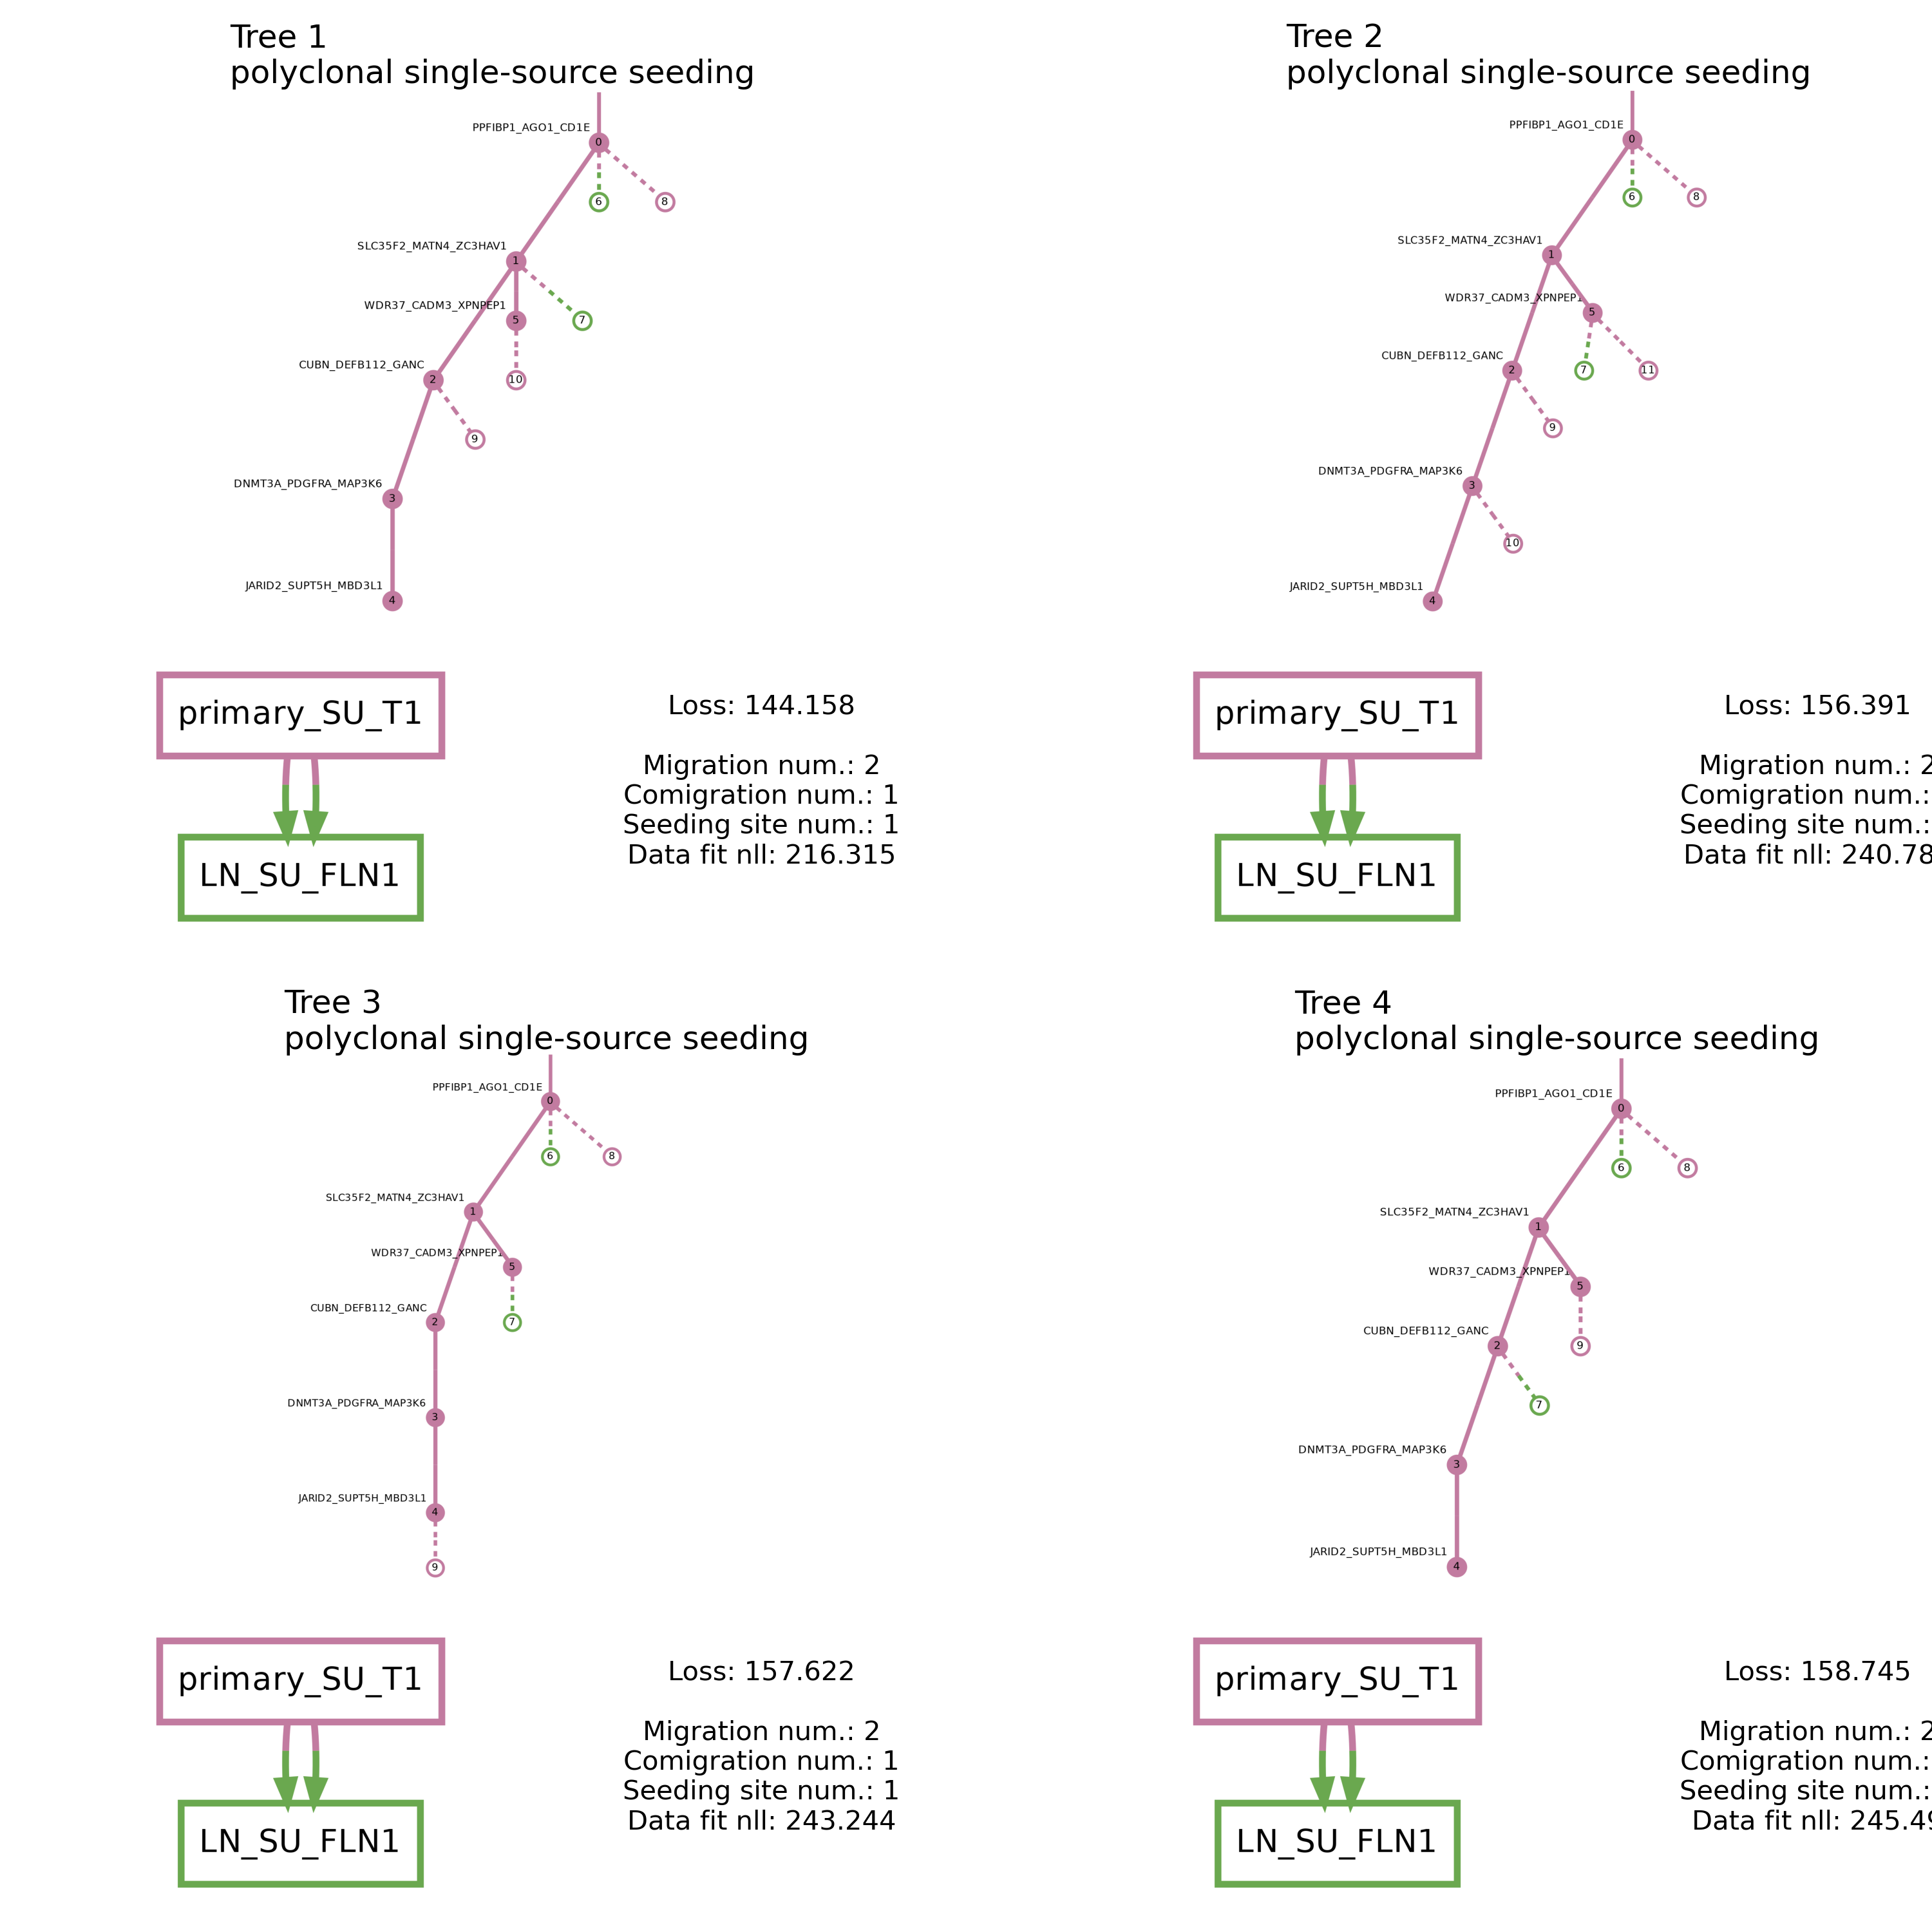 Tree 1
polyclonal single-source seeding
PPFIBP1_AGO1_CD1E
0
6
8
SLC35F2_MATN4_ZC3HAV1
1
WDR37_CADM3_XPNPEP1
5
7
CUBN_DEFB112_GANC
2
10
9
DNMT3A_PDGFRA_MAP3K6
3
JARID2_SUPT5H_MBD3L1
4
primary_SU_T1
LN_SU_FLN1
Loss: 144.158
Migration num.: 2
Comigration num.: 1
Seeding site num.: 1
Data fit nll: 216.315
Tree 2
polyclonal single-source seeding
PPFIBP1_AGO1_CD1E
0
6
8
SLC35F2_MATN4_ZC3HAV1
1
WDR37_CADM3_XPNPEP1
5
CUBN_DEFB112_GANC
2
7
11
9
DNMT3A_PDGFRA_MAP3K6
3
10
JARID2_SUPT5H_MBD3L1
4
primary_SU_T1
LN_SU_FLN1
Loss: 156.391
Migration num.: 2
Comigration num.:
Seeding site num.:
Data fit nll: 240.78
Tree 3
polyclonal single-source seeding
PPFIBP1_AGO1_CD1E
0
6
8
SLC35F2_MATN4_ZC3HAV1
1
WDR37_CADM3_XPNPEP1
5
CUBN_DEFB112_GANC
2
7
DNMT3A_PDGFRA_MAP3K6
3
JARID2_SUPT5H_MBD3L1
4
9
primary_SU_T1
LN_SU_FLN1
Loss: 157.622
Migration num.: 2
Comigration num.: 1
Seeding site num.: 1
Data fit nll: 243.244
Tree 4
polyclonal single-source seeding
PPFIBP1_AGO1_CD1E
0
6
8
SLC35F2_MATN4_ZC3HAV1
1
WDR37_CADM3_XPNPEP1
5
CUBN_DEFB112_GANC
2
9
7
DNMT3A_PDGFRA_MAP3K6
3
JARID2_SUPT5H_MBD3L1
4
primary_SU_T1
LN_SU_FLN1
Loss: 158.745
Migration num.: 2
Comigration num.:
Seeding site num.:
Data fit nll: 245.49